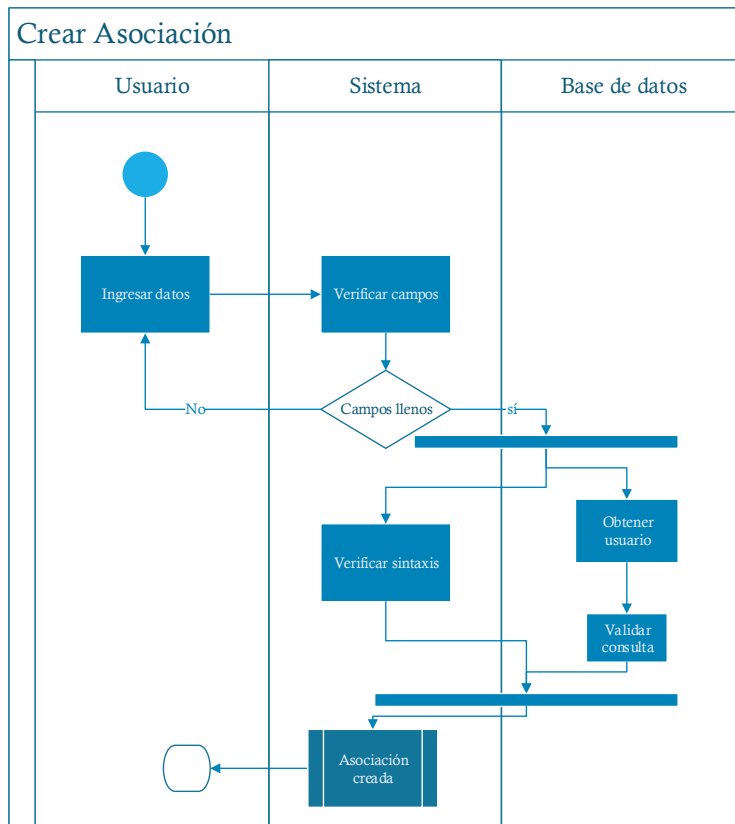 Crear Asociación
Usuario
Sistema
Base de datos
Ingresar datos
Verificar campos
Campos llenos
No
sí
Obtener
usuario
Verificar sintaxis
Validar
consulta
Asociación
creada